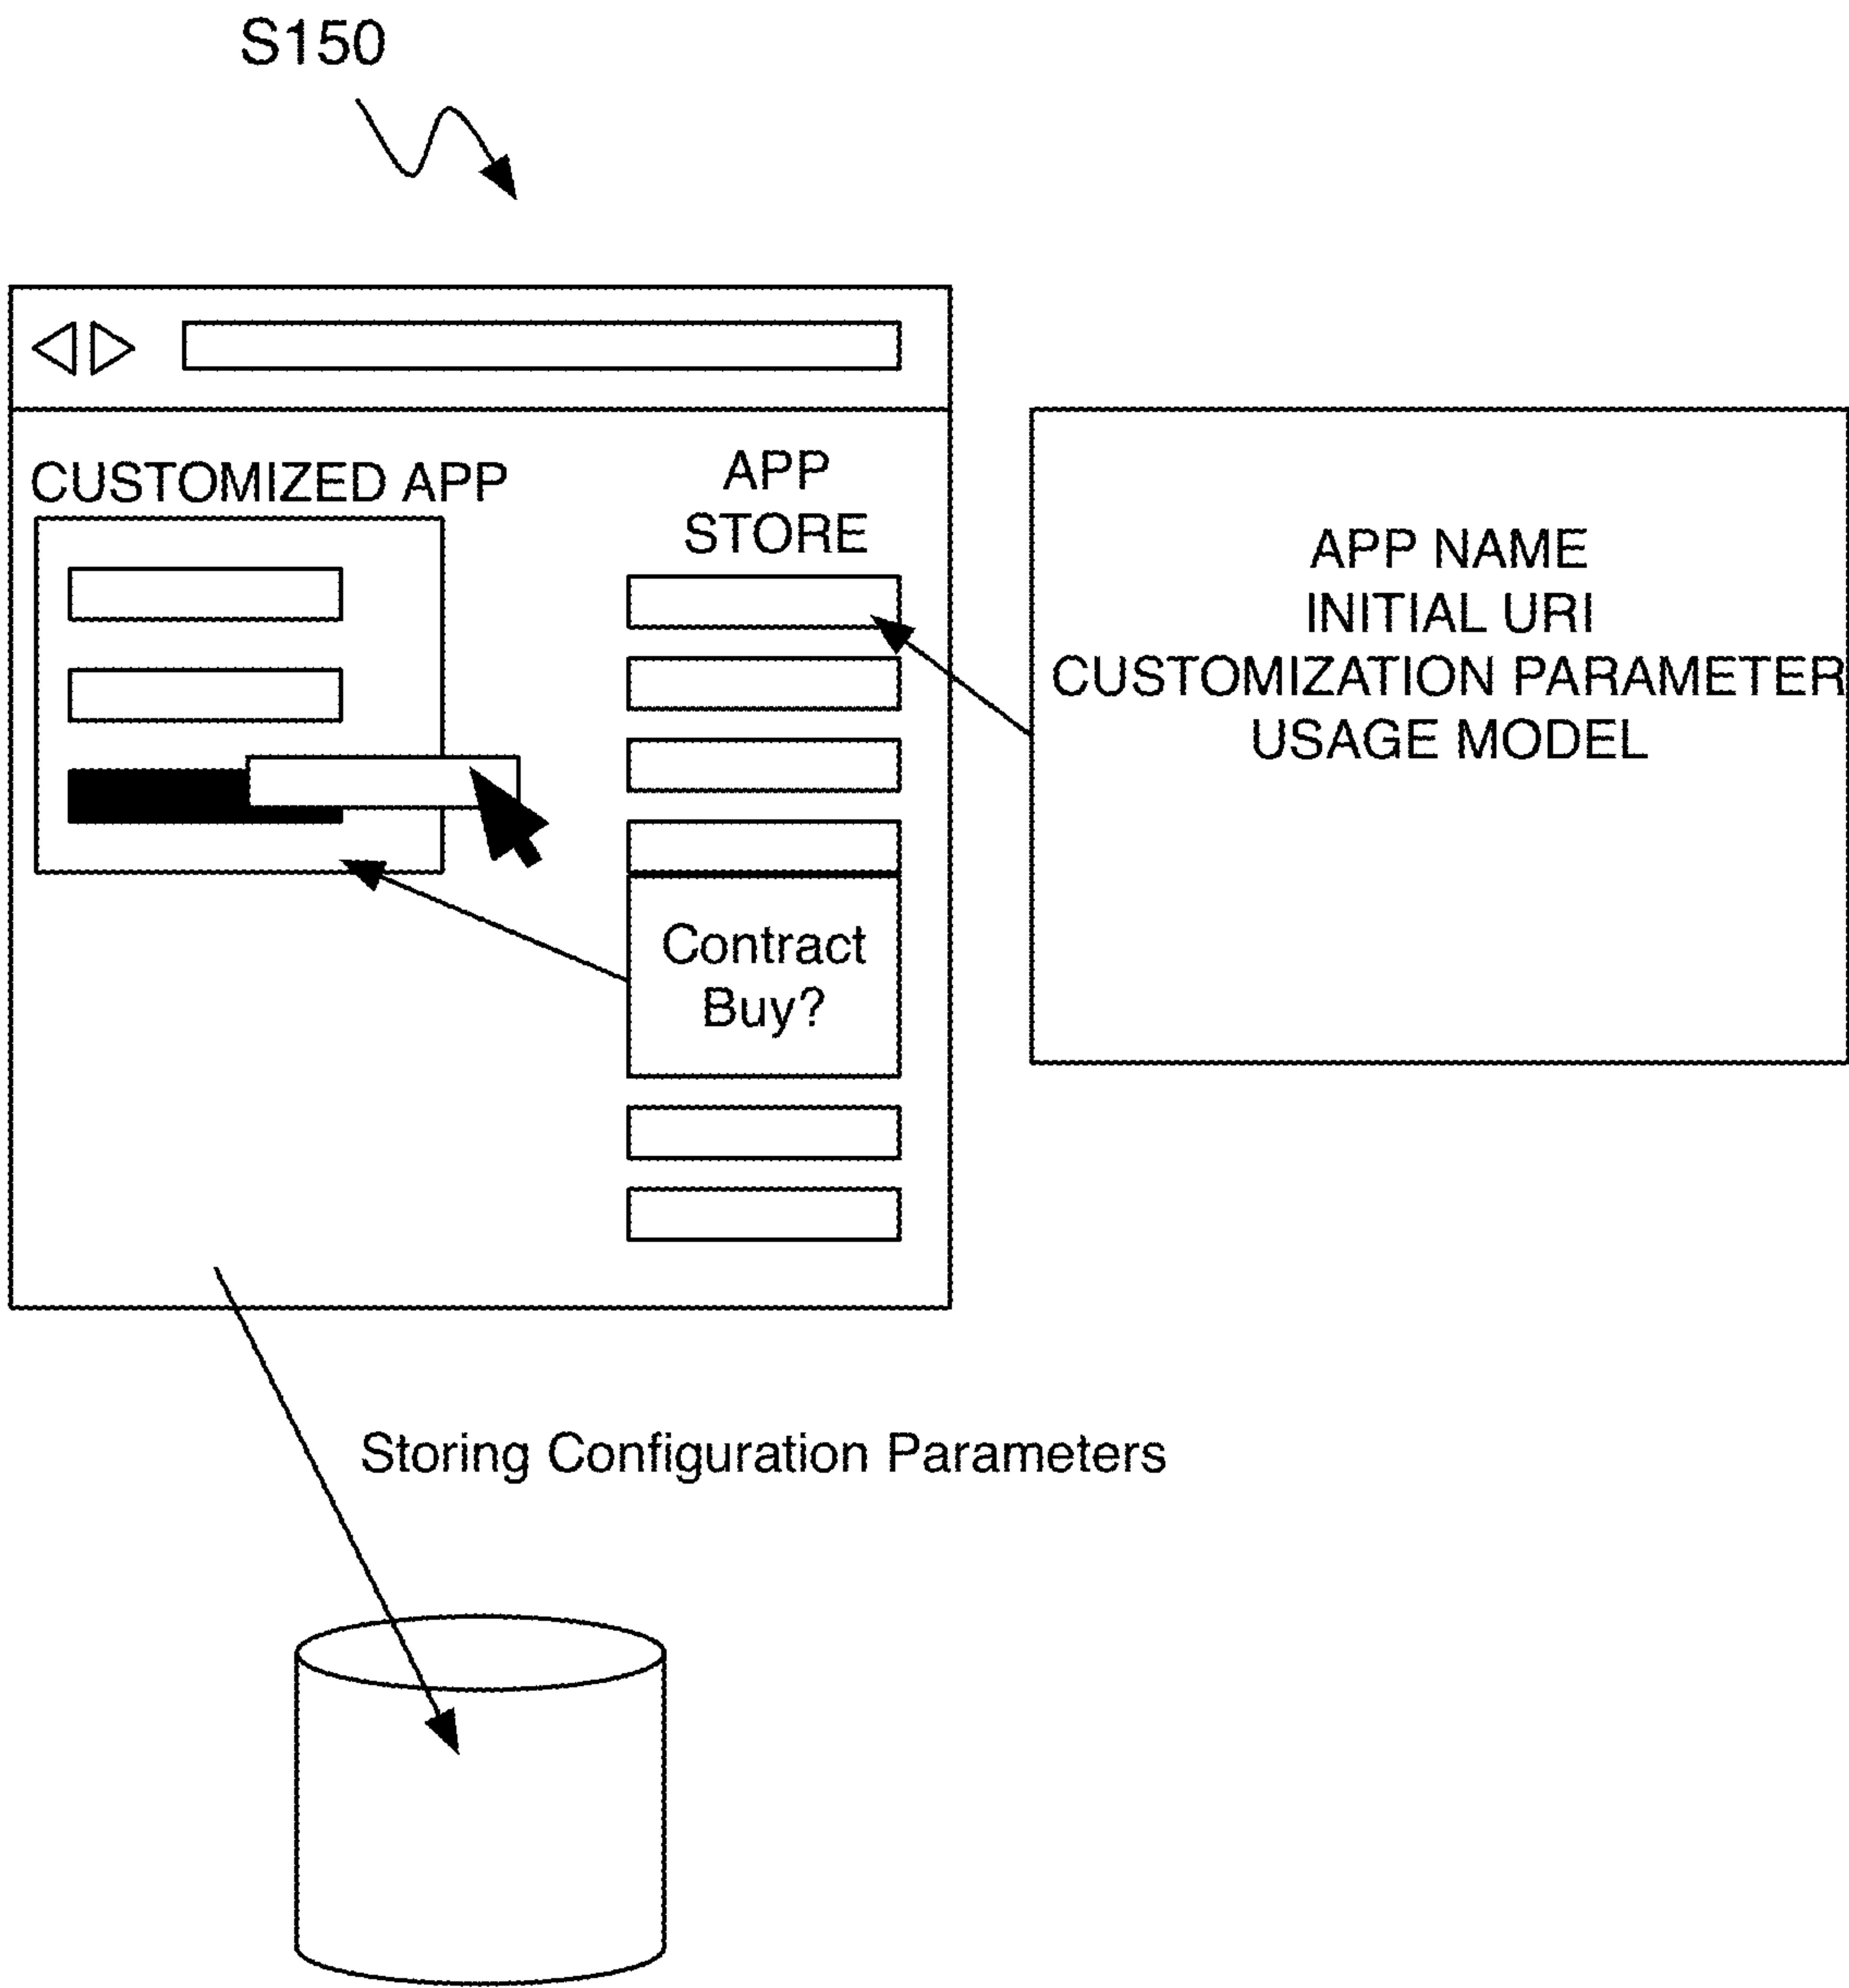 S150
CUSTOMIZED APP
APP
STORE
APP NAME
INITIAL URI
CUSTOMIZATION PARAMETER
USAGE MODEL
Contract
Buy?
Storing Configuration Parameters